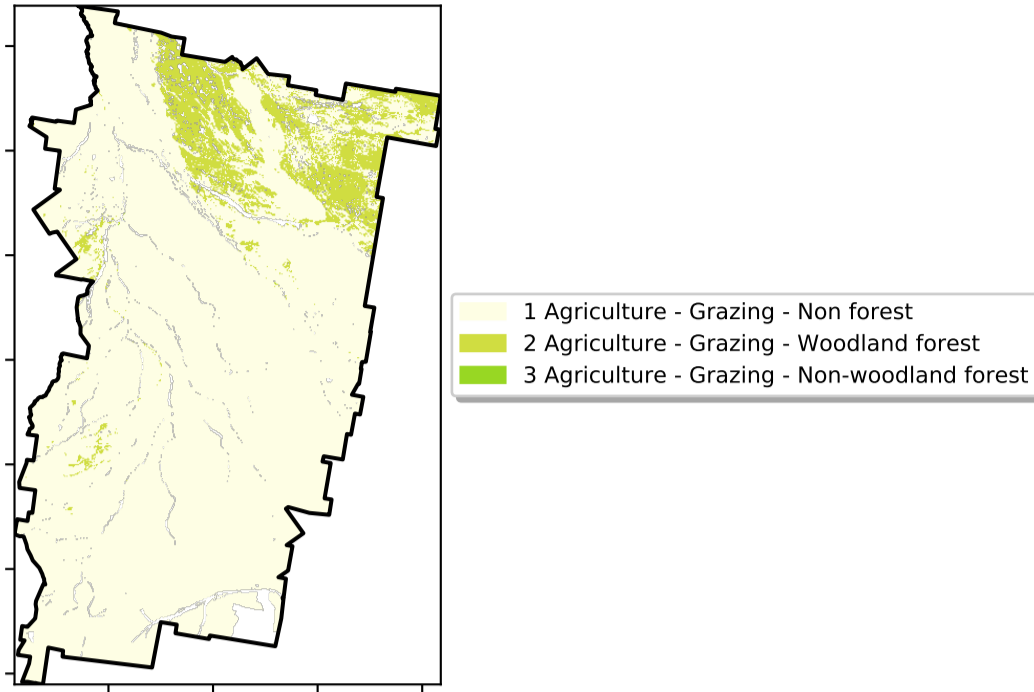 1 Agriculture - Grazing - Non forest
2 Agriculture - Grazing - Woodland forest
3 Agriculture - Grazing - Non-woodland forest